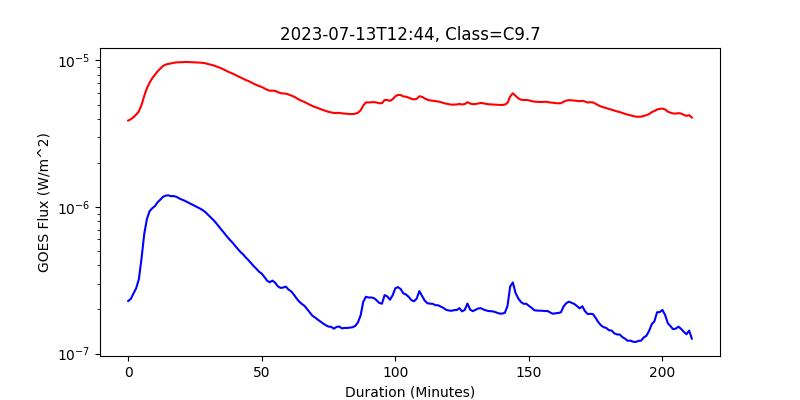 2023-07-13T12:44, Class=C9.7
GOES Flux (W/m^2)
10⁻⁵
10⁻⁶
10⁻⁷
0 50 100 150 200
Duration (Minutes)